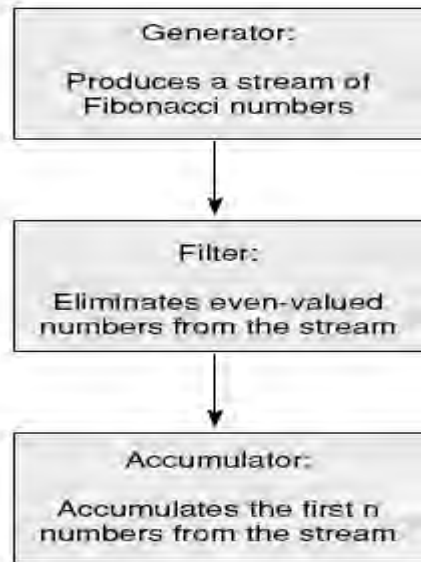 Generator:
Produces a stream of
Fibonacci numbers
Filter:
Eliminates even-valued
numbers from the stream
Accumulator:
Accumulates the first n
numbers from the stream